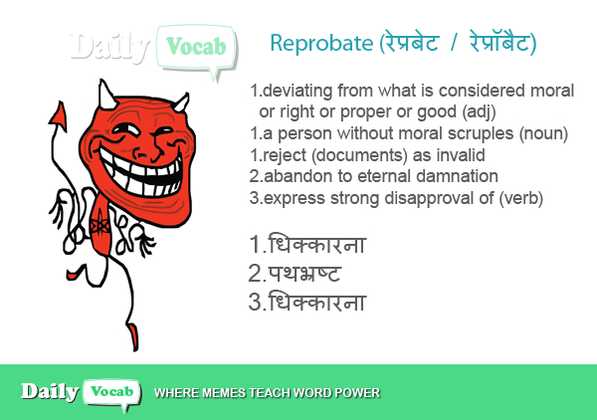 Daily Vocab
Reprobate (रेप्रबेट / रेप्रॉबैट)
1.deviating from what is considered moral
or right or proper or good (adj)
1.a person without moral scruples (noun)
1.reject (documents) as invalid
2.abandon to eternal damnation
3.express strong disapproval of (verb)
1.धिक्कारना
2.पथभ्रष्ट
3.धिक्कारना
Daily Vocab WHERE MEMES TEACH WORD POWER